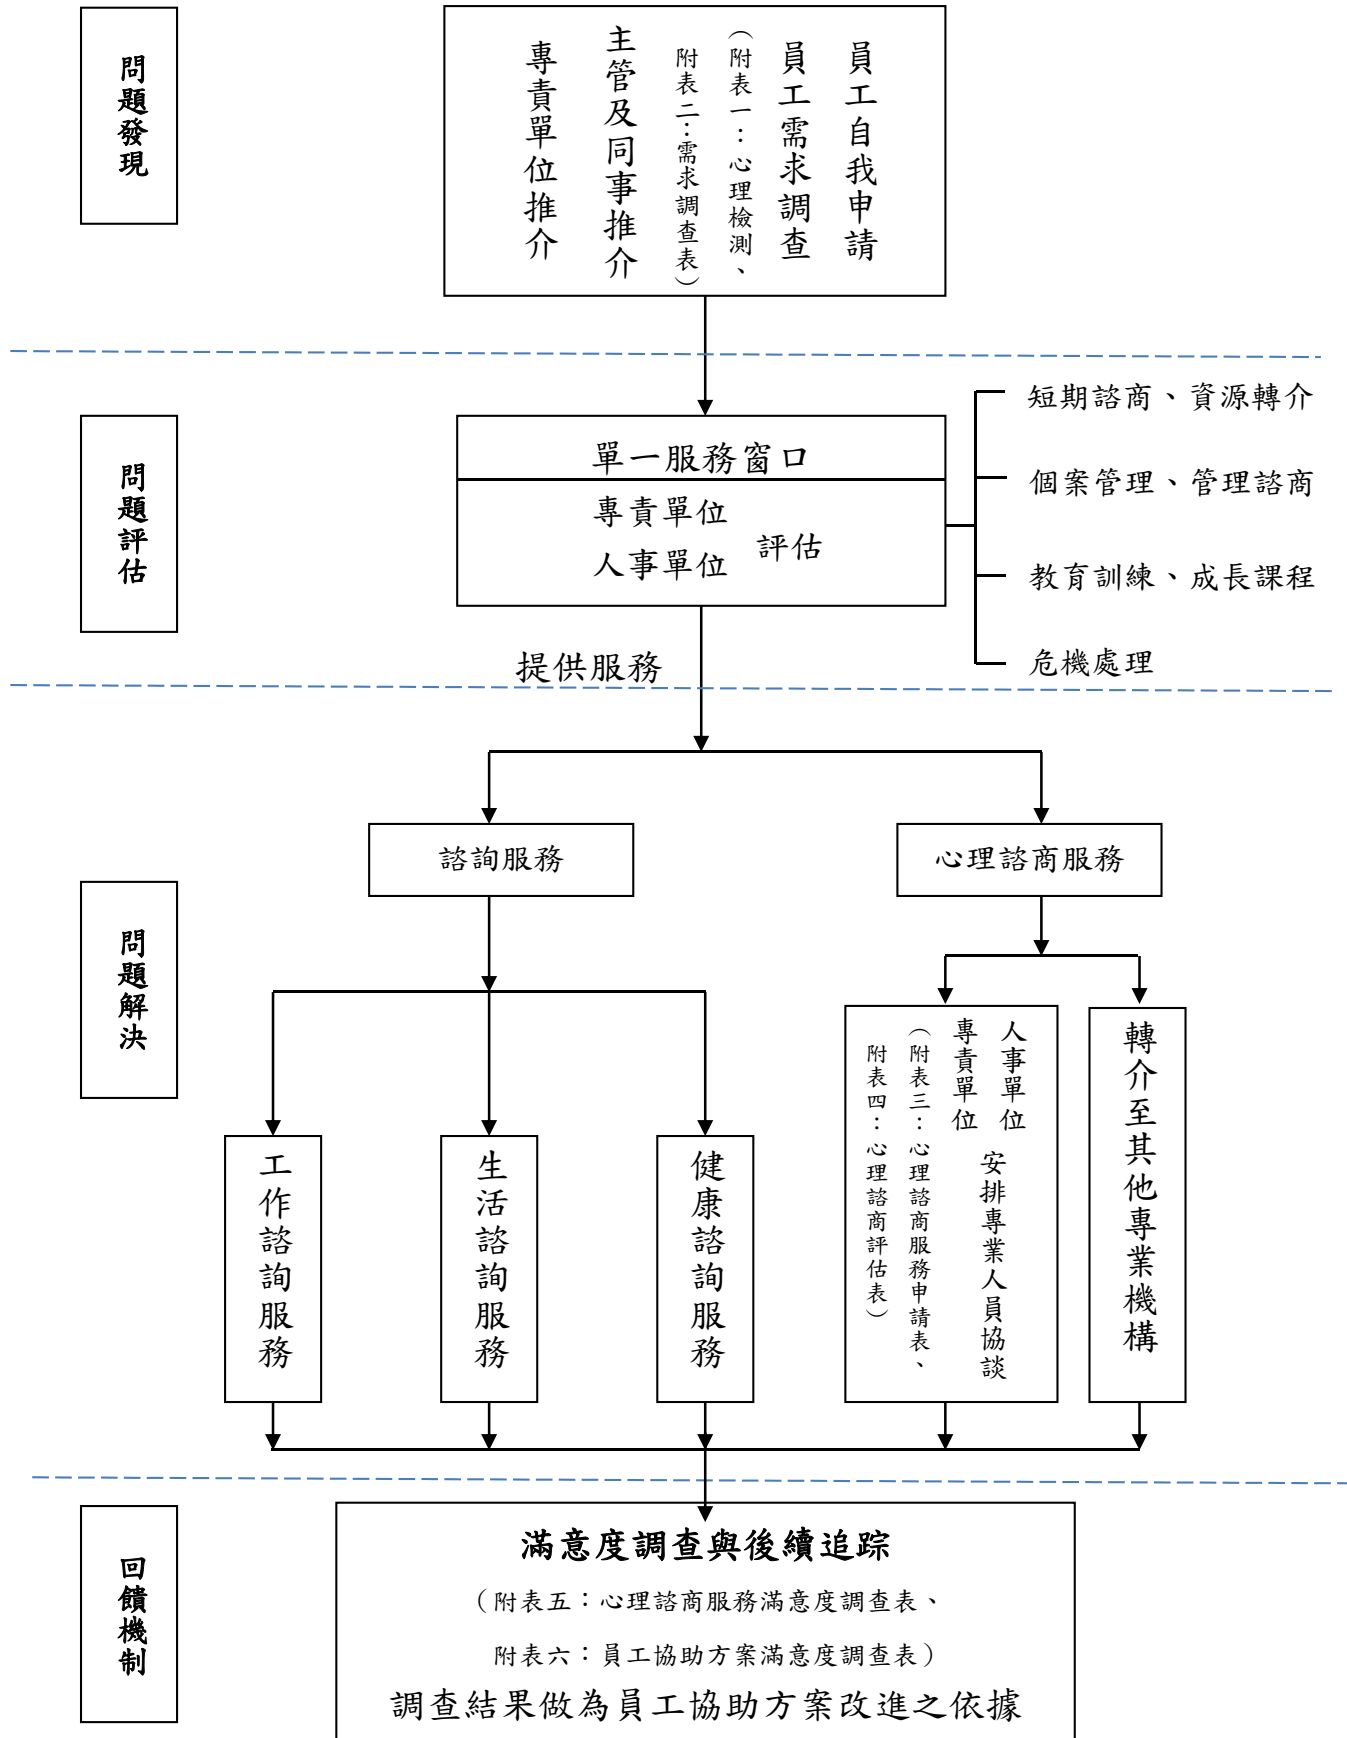 問題發現
員工自我申請
員工需求調查
（附表一：心理檢測、
附表二：需求調查表）
主管及同事推介
專責單位推介
問題評估
單一服務窗口
專責單位
人事單位
評估
短期諮商、資源轉介
個案管理、管理諮商
教育訓練、成長課程
危機處理
提供服務
問題解決
諮詢服務
心理諮商服務
工作諮詢服務
生活諮詢服務
健康諮詢服務
人事單位
專責單位
安排專業人員協談
（附表三：心理諮商服務申請表、
附表四：心理諮商評估表）
轉介至其他專業機構
回饋機制
滿意度調查與後續追踪
（附表五：心理諮商服務滿意度調查表、
附表六：員工協助方案滿意度調查表）
調查結果做為員工協助方案改進之依據